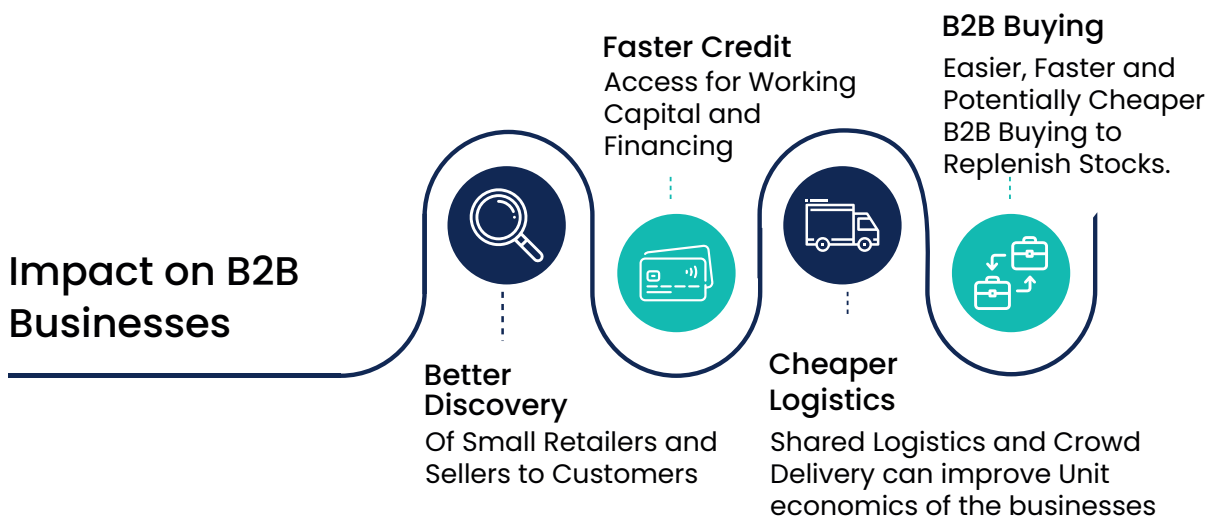 Impact on B2B
Businesses
Better
Discovery
Of Small Retailers and
Sellers to Customers
Faster Credit
Access for Working
Capital and
Financing
Cheaper
Logistics
Shared Logistics and Crowd
Delivery can improve Unit
economics of the businesses
B2B Buying
Easier, Faster and
Potentially Cheaper
B2B Buying to
Replenish Stocks.